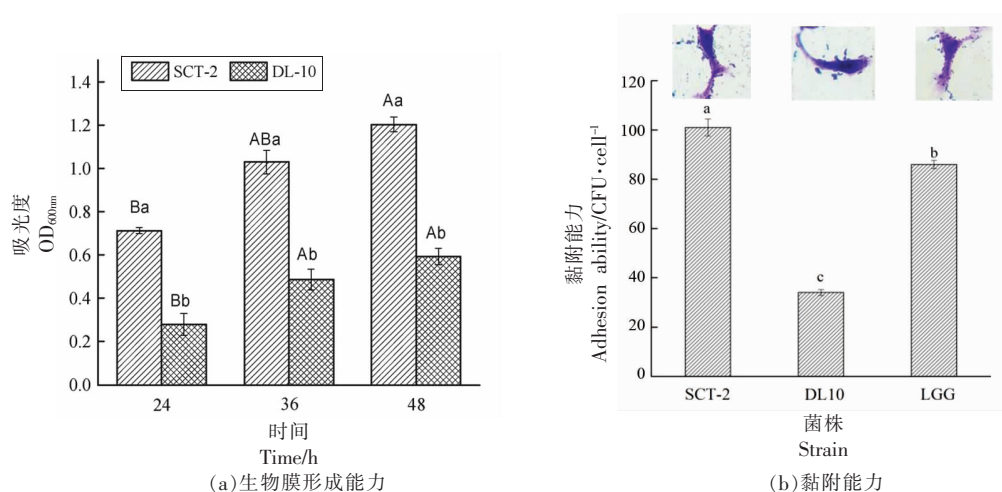 SCT-2 DL-10
1.4
1.2
1.0
0.8
0.6
0.4
0.2
0.0
Ba
Bb
ABa
Ab
Aa
Ab
24 36 48
吸光度
OD600nm
时间
Time/h
(a)生物膜形成能力
120
100
80
60
40
20
0
a
c
b
SCT-2 DL10 LGG
黏附能力
Adhesion ability/CFU·cell⁻¹
菌株
Strain
(b)黏附能力